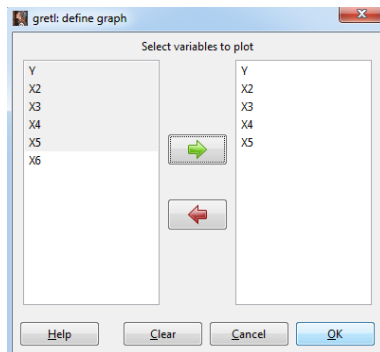 gretl: define graph
Select variables to plot
Y
X2
X3
X4
X5
X6
Y
X2
X3
X4
X5
Help Clear Cancel OK